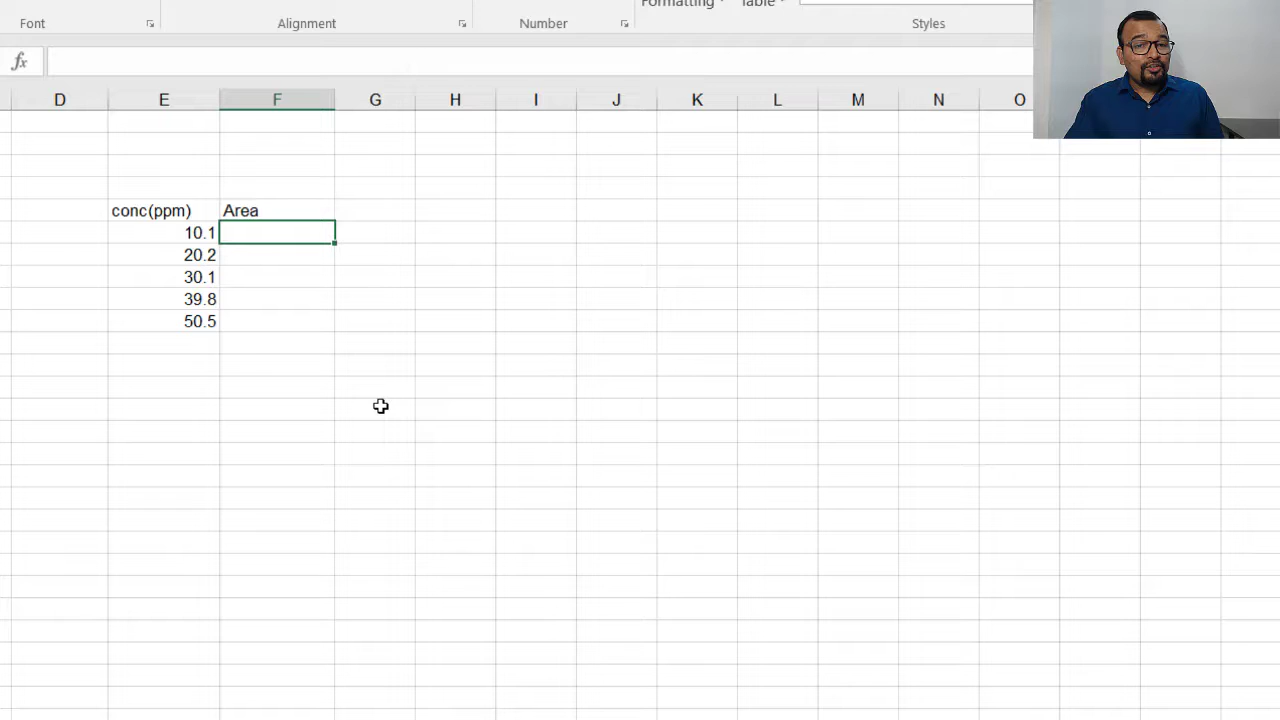 Formatting Table
Font Alignment Number Styles
fx
D E F G H I J K L M N O
conc(ppm) Area
10.1
20.2
30.1
39.8
50.5